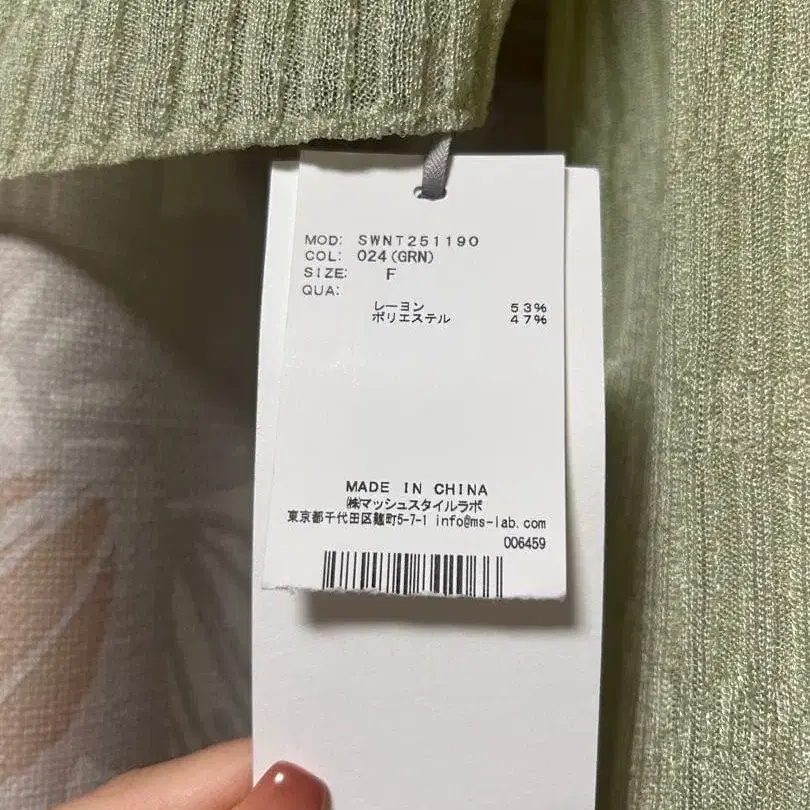 MOD: SWNT251190
COL: 024(GRN)
SIZE: F
QUA:
レーヨン 53%
ポリエステル 47%
MADE IN CHINA
㈱マッシュスタイルラボ
東京都千代田区麹町5-7-1 info@ms-lab.com
006459